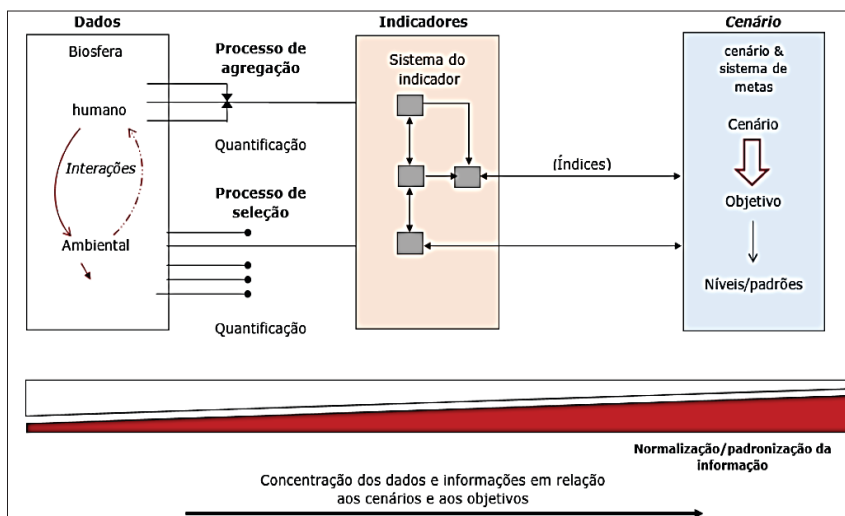 Dados
Biosfera
humano
Interações
Ambiental
Processo de
agregação
Quantificação
Processo de
seleção
Quantificação
Indicadores
Sistema do
indicador
(Índices)
Cenário
cenário &
sistema de
metas
Cenário
Objetivo
Níveis/padrões
Normalização/padronização da
informação
Concentração dos dados e informações em relação
aos cenários e aos objetivos